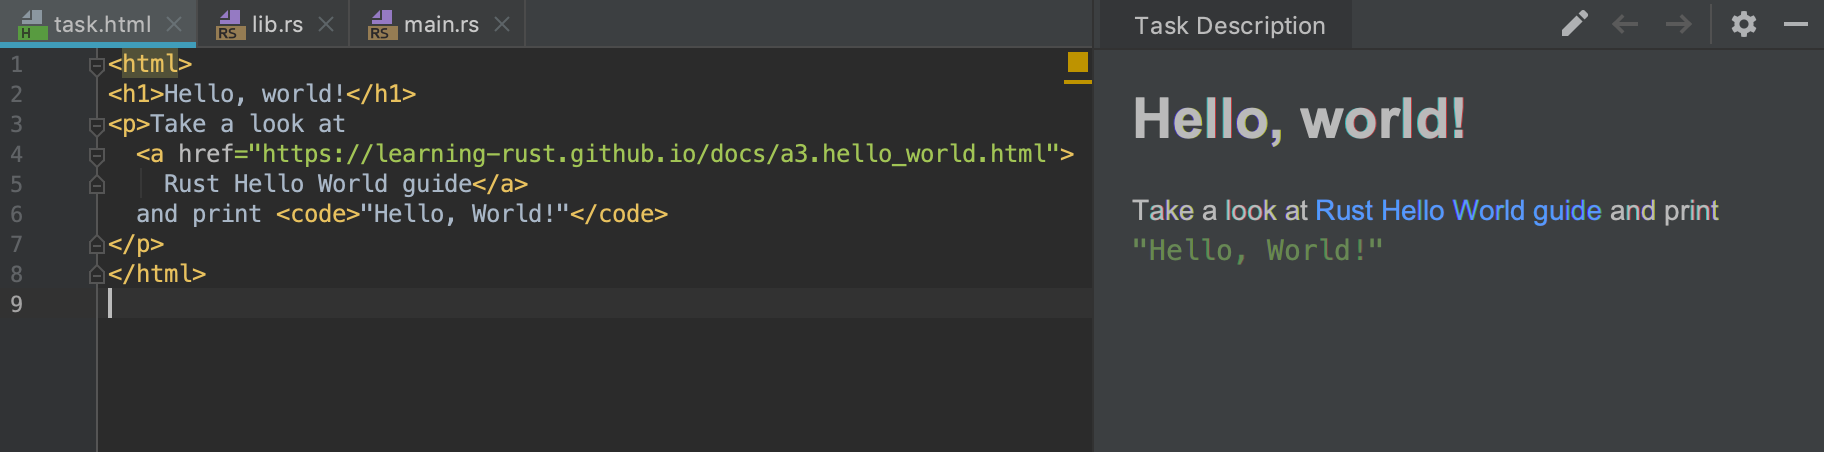 task.html lib.rs main.rs
1 <html>
2 <h1>Hello, world!</h1>
3 <p>Take a look at
4 <a href="https://learning-rust.github.io/docs/a3.hello_world.html">
5 Rust Hello World guide</a>
6 and print <code>"Hello, World!"</code>
7 </p>
8 </html>
9
Task Description
Hello, world!
Take a look at Rust Hello World guide and print
"Hello, World!"